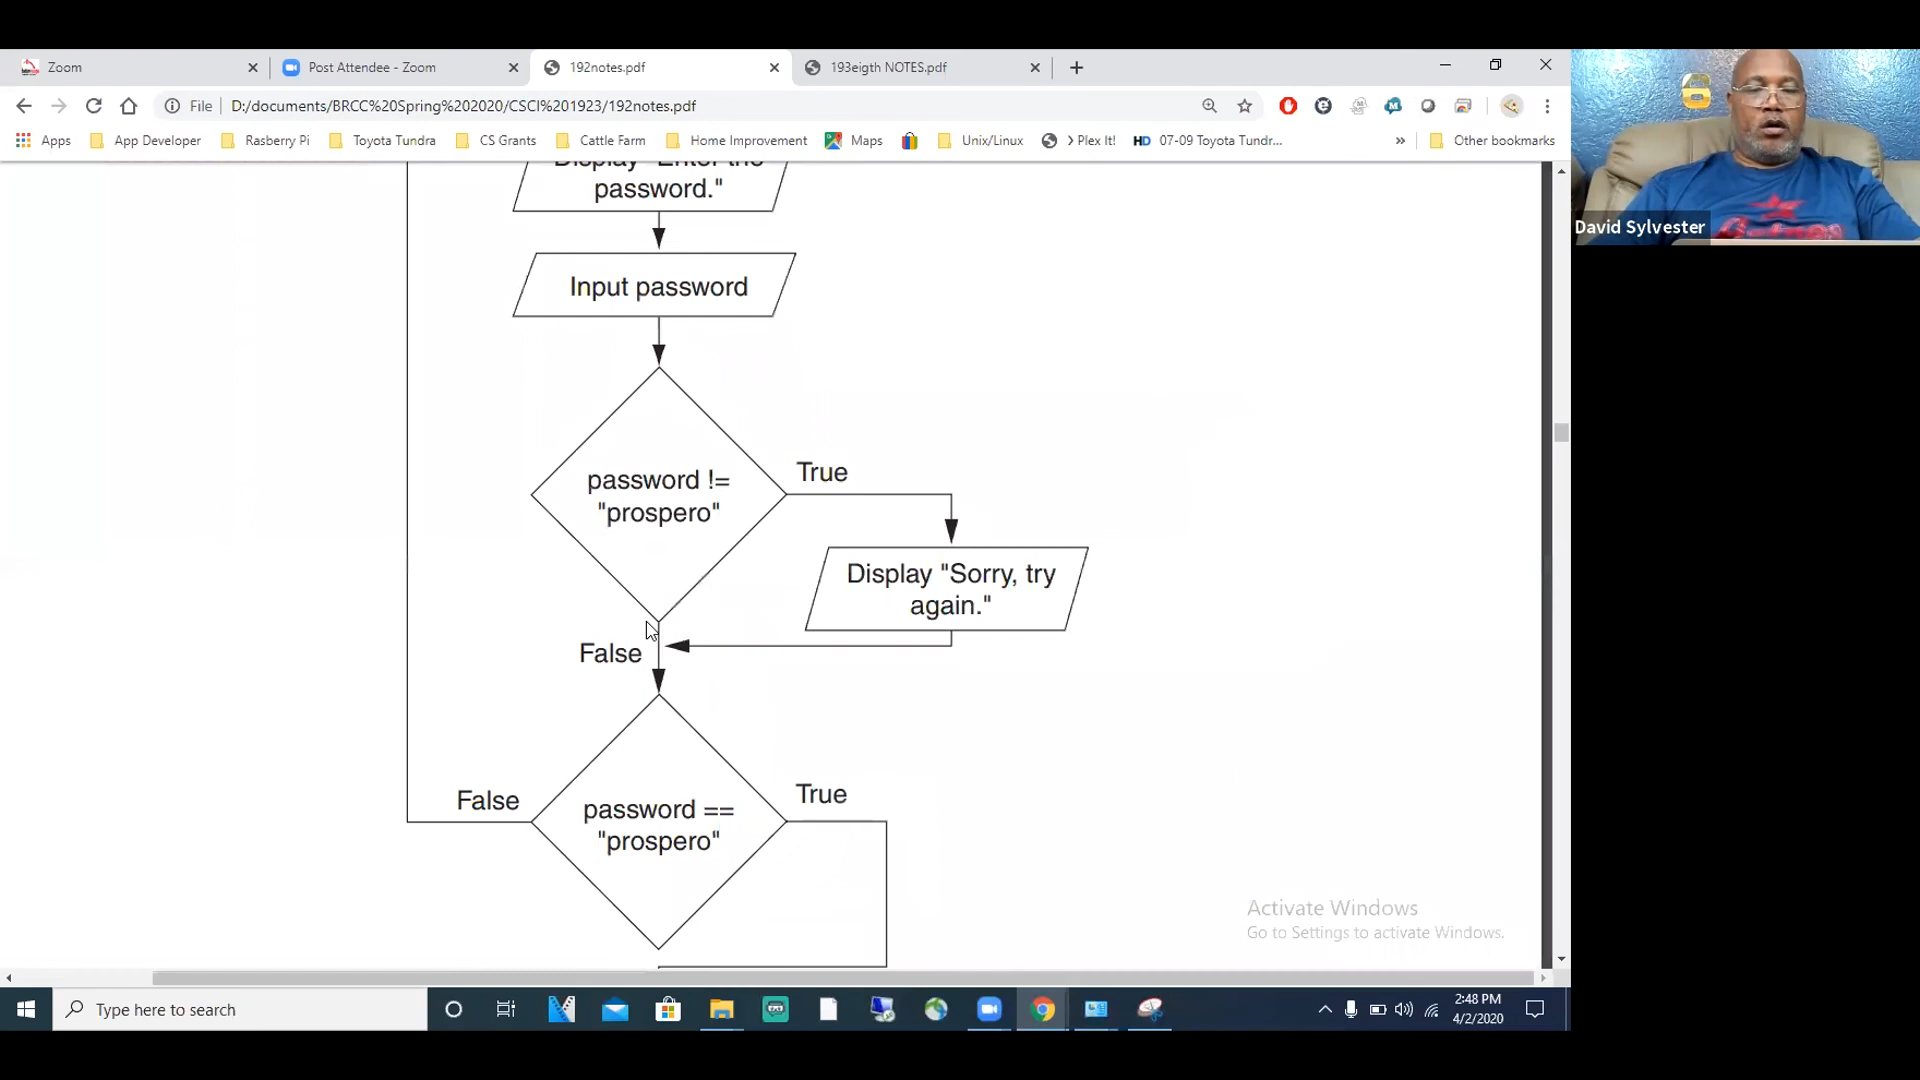 Zoom
Post Attendee - Zoom
192notes.pdf
193eigth NOTES.pdf
File
D:/documents/BRCC%20Spring%202020/CSCI%201923/192notes.pdf
Apps
App Developer
Rasberry Pi
Toyota Tundra
CS Grants
Cattle Farm
Home Improvement
Maps
Unix/Linux
> Plex It!
HD 07-09 Toyota Tundr...
»
Other bookmarks
David Sylvester
Display "Enter the
password."
Input password
password !=
"prospero"
True
Display "Sorry, try
again."
False
False
password ==
"prospero"
True
Activate Windows
Go to Settings to activate Windows.
Type here to search
2:48 PM
4/2/2020